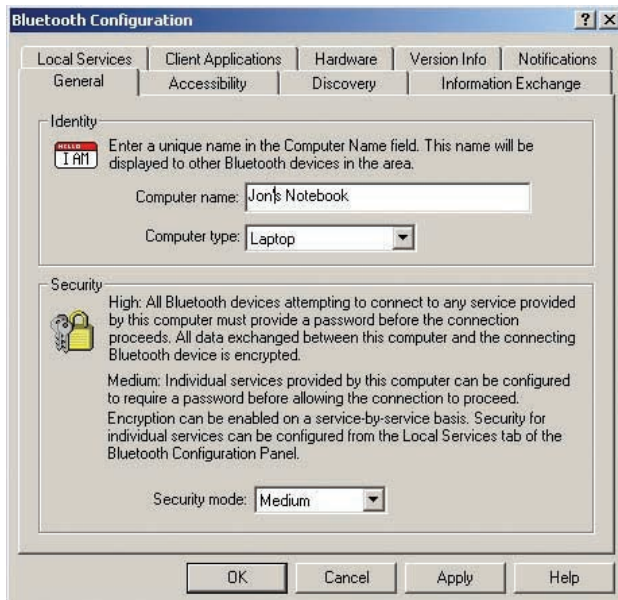 Bluetooth Configuration
Local Services Client Applications Hardware Version Info Notifications
General Accessibility Discovery Information Exchange
Identity
HELLO
I AM
Enter a unique name in the Computer Name field. This name will be
displayed to other Bluetooth devices in the area.
Computer name: Jon's Notebook
Computer type: Laptop
Security
High: All Bluetooth devices attempting to connect to any service provided
by this computer must provide a password before the connection
proceeds. All data exchanged between this computer and the connecting
Bluetooth device is encrypted.
Medium: Individual services provided by this computer can be configured
to require a password before allowing the connection to proceed.
Encryption can be enabled on a service-by-service basis. Security for
individual services can be configured from the Local Services tab of the
Bluetooth Configuration Panel.
Security mode: Medium
OK Cancel Apply Help